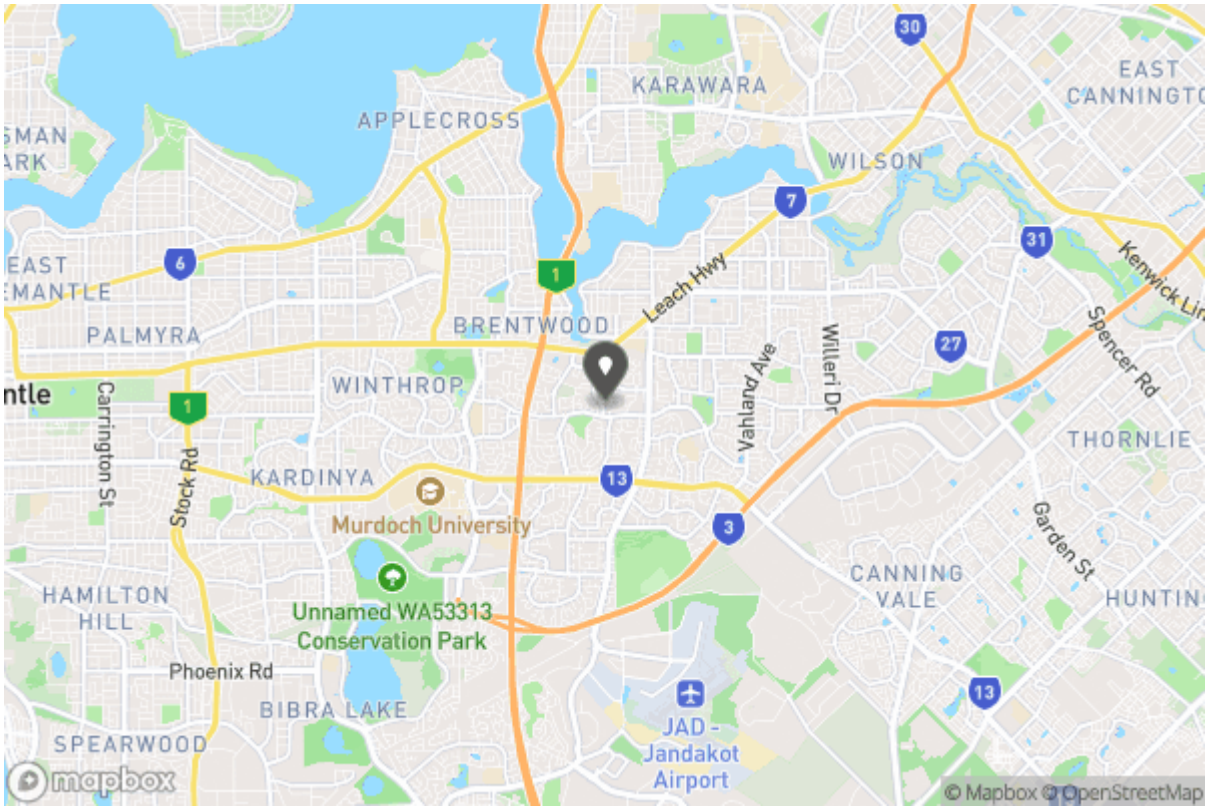 30
KARAWARA
EAST
CANNINGTO
APPLECROSS
SMAN
ARK
WILSON
7
31
6
EAST
EMANTLE
1
Leach Hwy
Kenwick Lin
BRENTWOOD
PALMYRA
27
Spencer Rd
Willeri Dr
Vahland Ave
WINTHROP
ntle
1
Carrington St
THORNLIE
Stock Rd
KARDINYA
13
Murdoch University
3
Garden St
CANNING
VALE
HAMILTON
HILL
Unnamed WA53313
Conservation Park
HUNTING
Phoenix Rd
13
BIBRA LAKE
JAD -
Jandakot
Airport
SPEARWOOD
mapbox
© Mapbox © OpenStreetMap